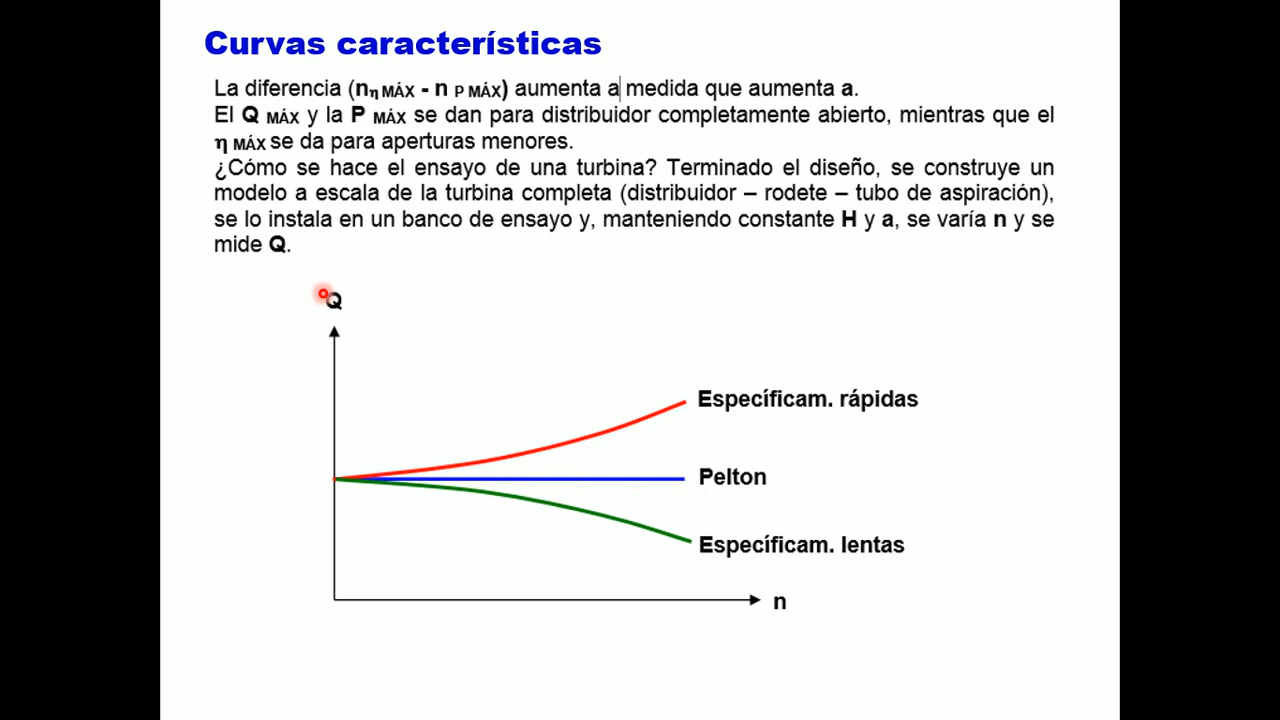 Curvas características
La diferencia (nη MÁX - n P MÁX) aumenta a medida que aumenta a.
El Q MÁX y la P MÁX se dan para distribuidor completamente abierto, mientras que el
η MÁX se da para aperturas menores.
¿Cómo se hace el ensayo de una turbina? Terminado el diseño, se construye un
modelo a escala de la turbina completa (distribuidor – rodete – tubo de aspiración),
se lo instala en un banco de ensayo y, manteniendo constante H y a, se varía n y se
mide Q.
Q
Específicam. rápidas
Pelton
Específicam. lentas
n